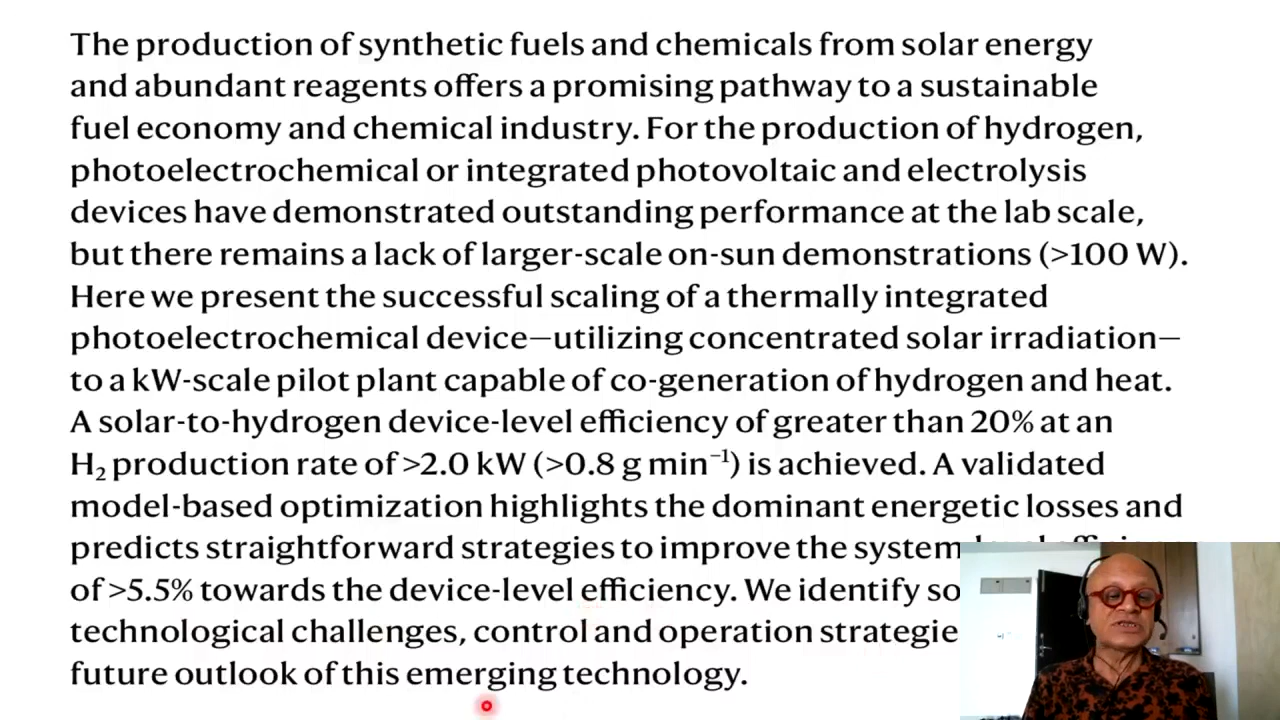 The production of synthetic fuels and chemicals from solar energy
and abundant reagents offers a promising pathway to a sustainable
fuel economy and chemical industry. For the production of hydrogen,
photoelectrochemical or integrated photovoltaic and electrolysis
devices have demonstrated outstanding performance at the lab scale,
but there remains a lack of larger-scale on-sun demonstrations (>100 W).
Here we present the successful scaling of a thermally integrated
photoelectrochemical device—utilizing concentrated solar irradiation—
to a kW-scale pilot plant capable of co-generation of hydrogen and heat.
A solar-to-hydrogen device-level efficiency of greater than 20% at an
H₂ production rate of >2.0 kW (>0.8 g min⁻¹) is achieved. A validated
model-based optimization highlights the dominant energetic losses and
predicts straightforward strategies to improve the system
of >5.5% towards the device-level efficiency. We identify
technological challenges, control and operation
future outlook of this emerging technology.